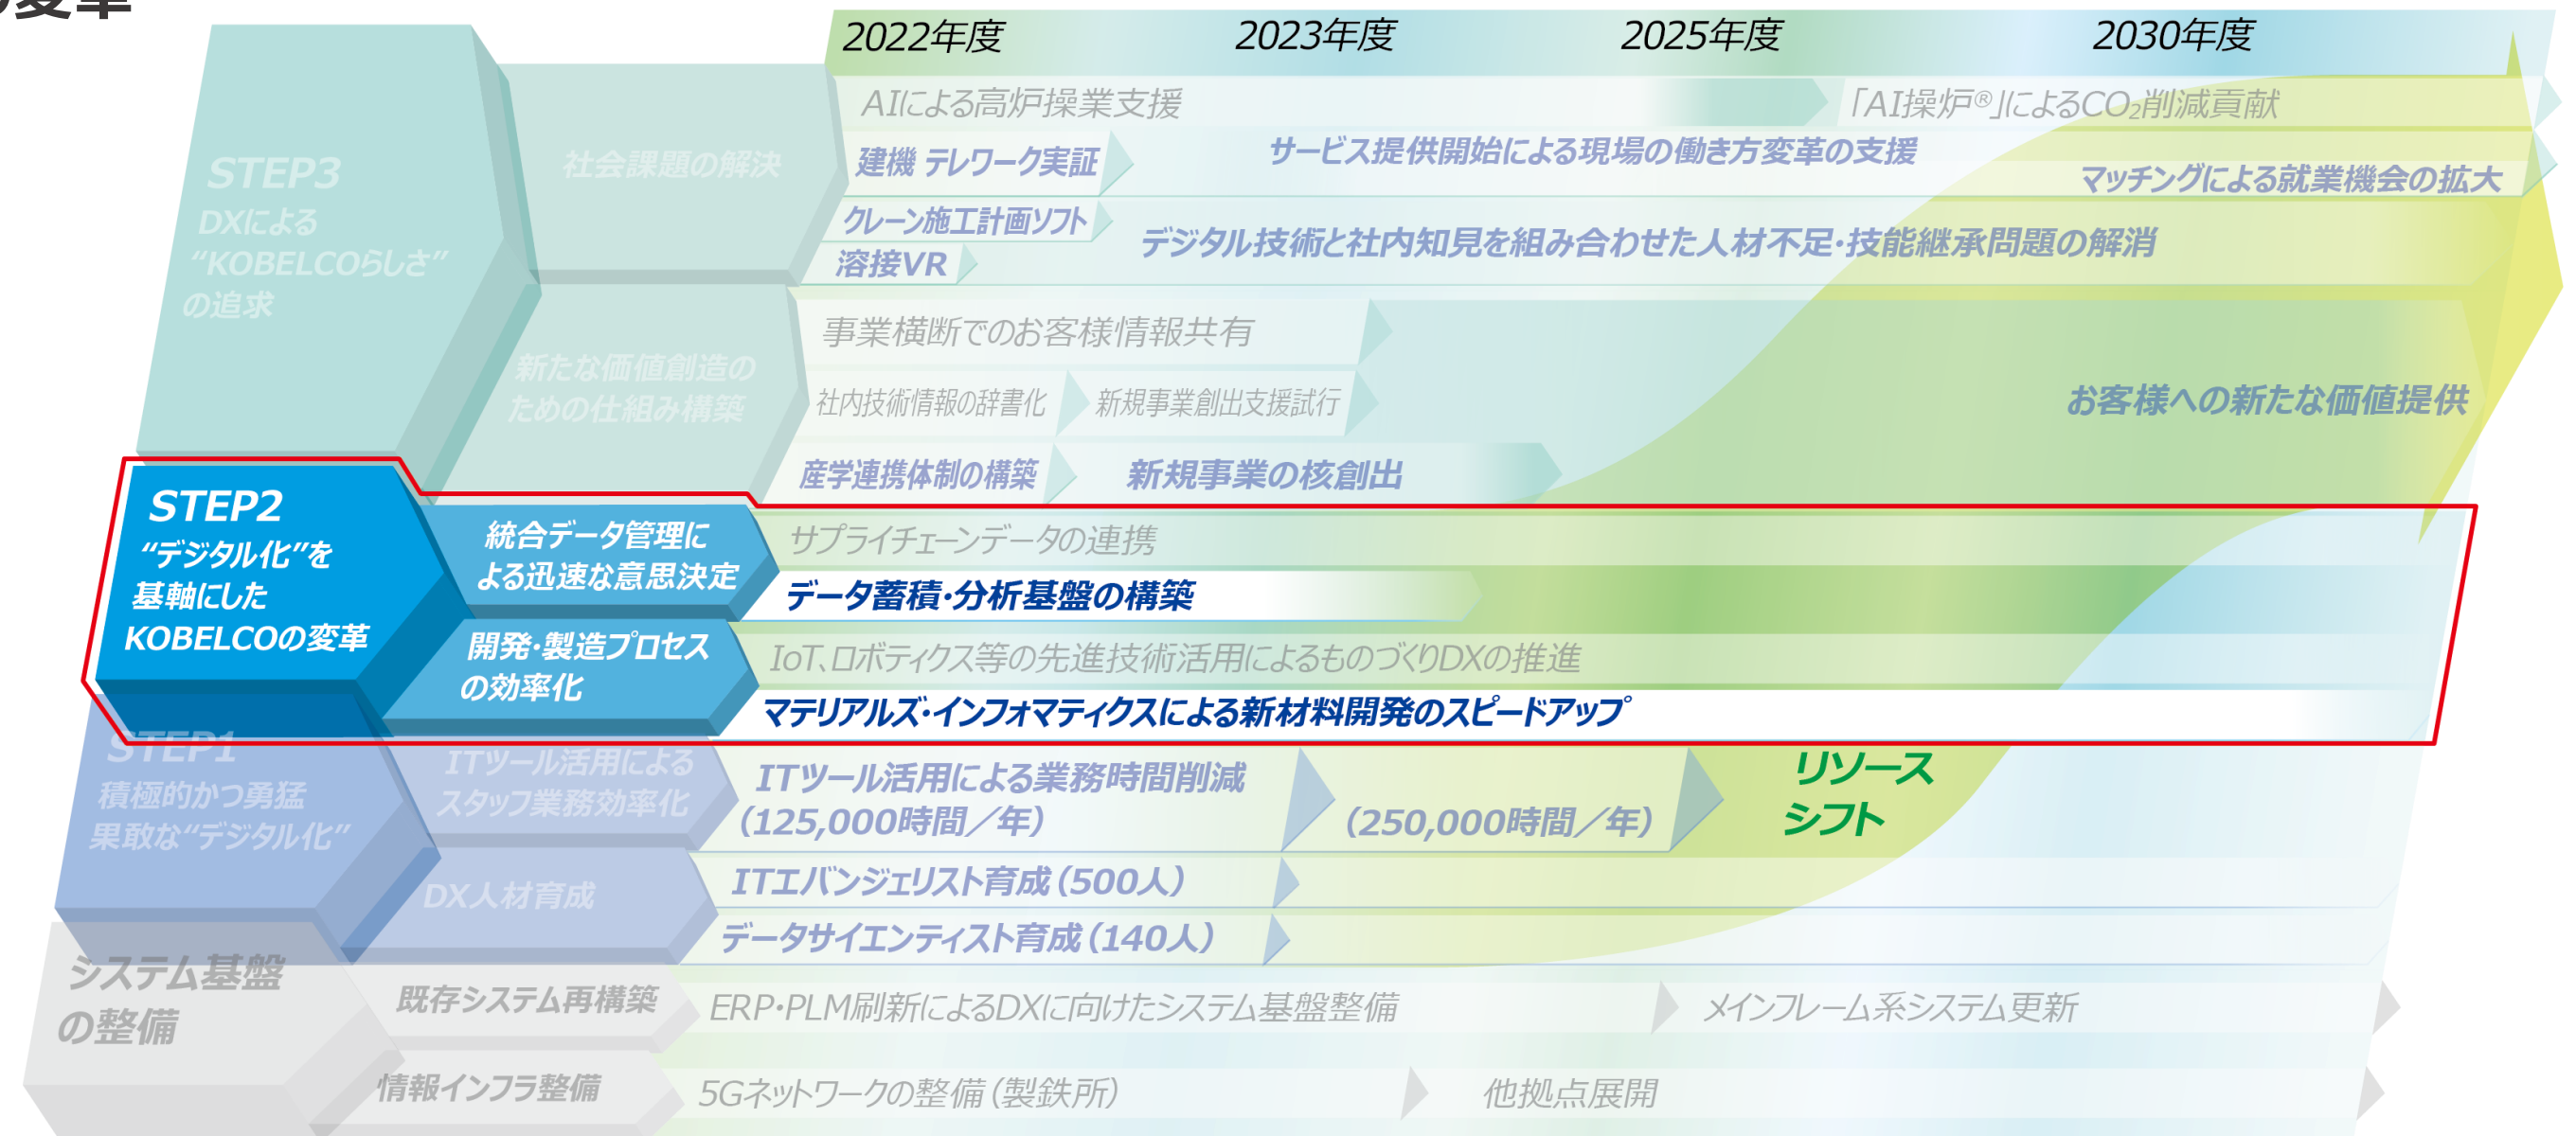 変革
2022年度
2023年度
2025年度
2030年度
STEP3
DXによる
“KOBELCOらしさ”
の追求
社会課題の解決
AIによる高炉操業支援
「AI操炉®」によるCO₂削減貢献
建機 テレワーク実証
サービス提供開始による現場の働き方変革の支援
マッチングによる就業機会の拡大
クレーン施工計画ソフト
溶接VR
デジタル技術と社内知見を組み合わせた人材不足・技能継承問題の解消
新たな価値創造の
ための仕組み構築
事業横断でのお客様情報共有
社内技術情報の辞書化
新規事業創出支援試行
お客様への新たな価値提供
産学連携体制の構築
新規事業の核創出
STEP2
“デジタル化”を
基軸にした
KOBELCOの変革
統合データ管理に
よる迅速な意思決定
サプライチェーンデータの連携
データ蓄積・分析基盤の構築
開発・製造プロセス
の効率化
IoT、ロボティクス等の先進技術活用によるものづくりDXの推進
マテリアルズ・インフォマティクスによる新材料開発のスピードアップ
STEP1
積極的かつ勇猛
果敢な“デジタル化”
ITツール活用による
スタッフ業務効率化
ITツール活用による業務時間削減
（125,000時間／年）
（250,000時間／年）
リソース
シフト
DX人材育成
ITエバンジェリスト育成（500人）
データサイエンティスト育成（140人）
システム基盤
の整備
既存システム再構築
ERP・PLM刷新によるDXに向けたシステム基盤整備
メインフレーム系システム更新
情報インフラ整備
5Gネットワークの整備（製鉄所）
他拠点展開